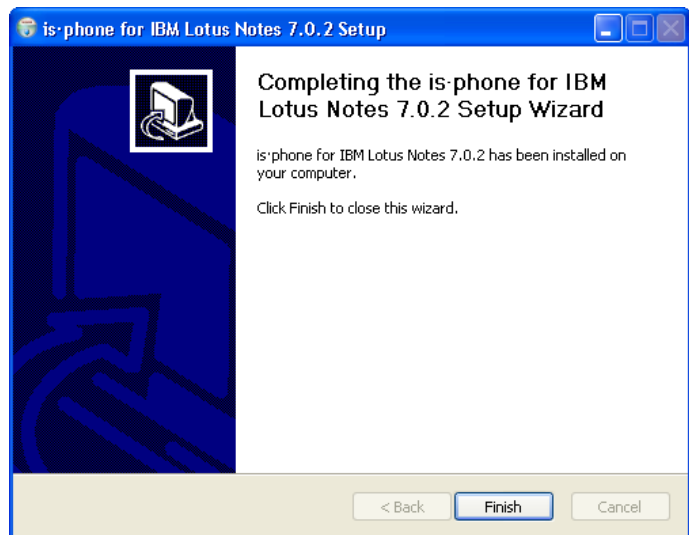 is·phone for IBM Lotus Notes 7.0.2 Setup
Completing the is·phone for IBM
Lotus Notes 7.0.2 Setup Wizard
is·phone for IBM Lotus Notes 7.0.2 has been installed on
your computer.
Click Finish to close this wizard.
< Back Finish Cancel